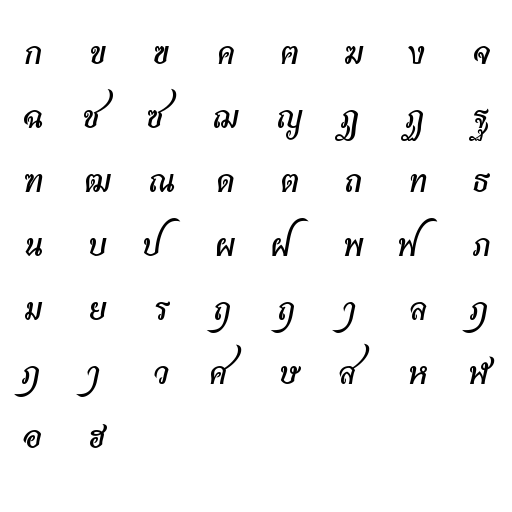 ก ข ฃ ค ฅ ฆ ง จ
ฉ ช ซ ฌ ญ ฎ ฏ ฐ
ฑ ฒ ณ ด ต ถ ท ธ
น บ ป ผ ฝ พ ฟ ภ
ม ย ร ฤ ฤ ๅ ล ฦ
ฦ ๅ ว ศ ษ ส ห ฬ
อ ฮ